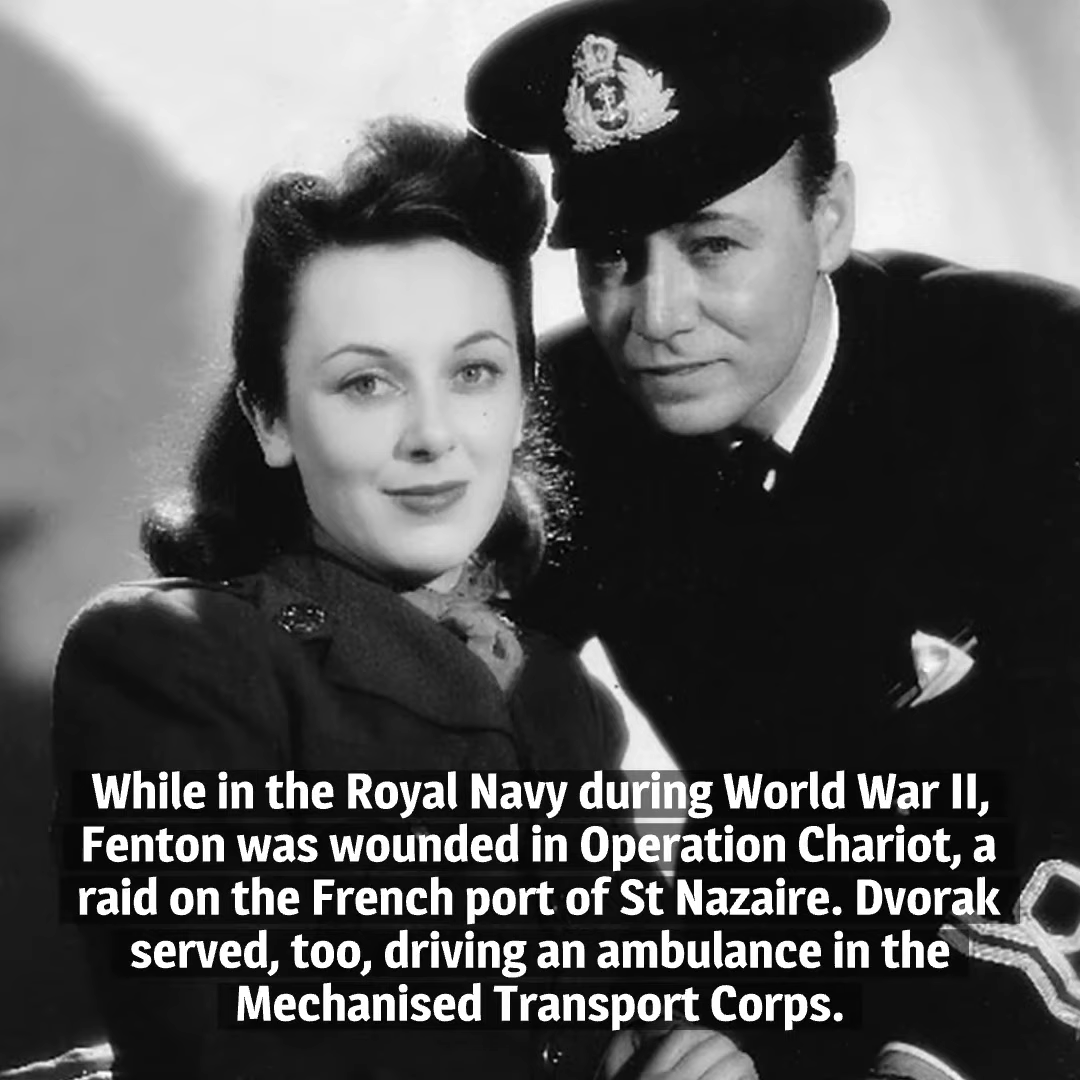 While in the Royal Navy during World War II,
Fenton was wounded in Operation Chariot, a
raid on the French port of St Nazaire. Dvorak
served, too, driving an ambulance in the
Mechanised Transport Corps.